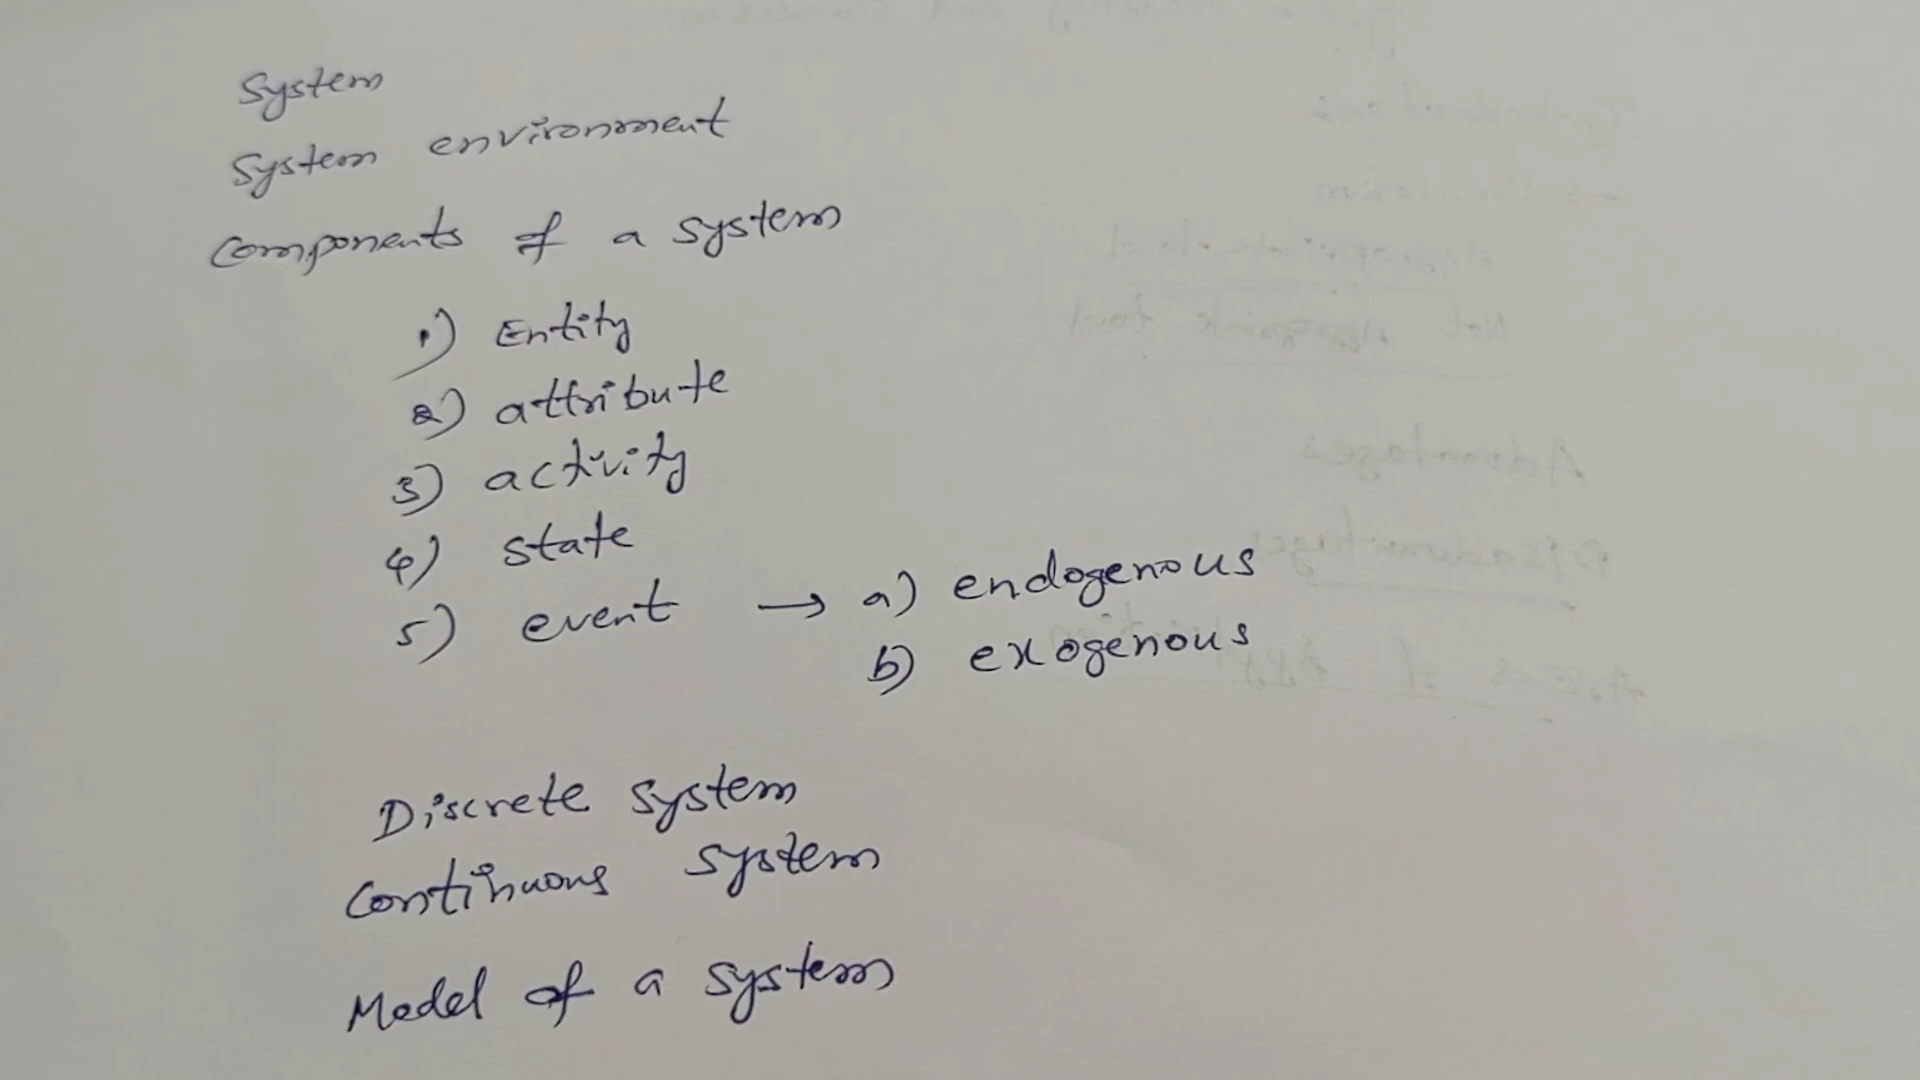 System
System environment
Components of a system
1) Entity
2) attribute
3) activity
4) state
5) event → a) endogenous
b) exogenous
Discrete system
Continuous system
Model of a system